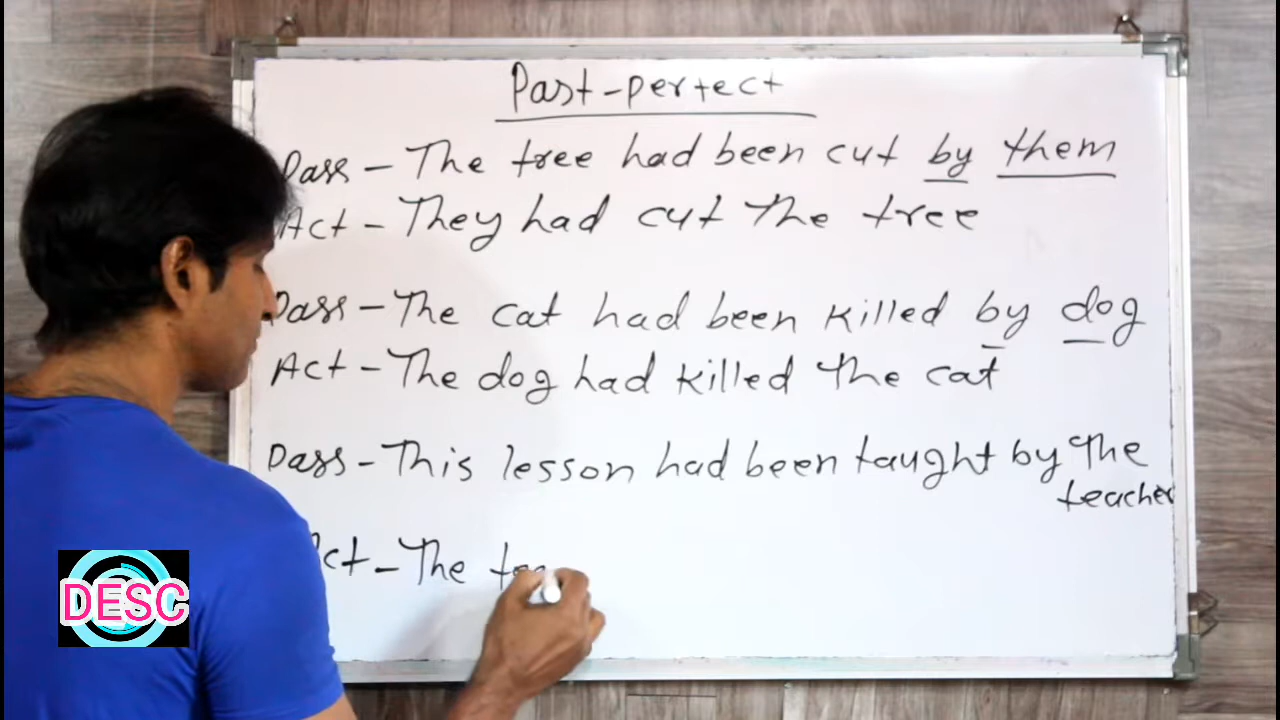 Past-pertect
Pass - The tree had been cut by them
Act - They had cut the tree
Pass - The cat had been killed by dog
Act - The dog had killed the cat
Pass - This lesson had been taught by the
teacher
Act - The
DESC